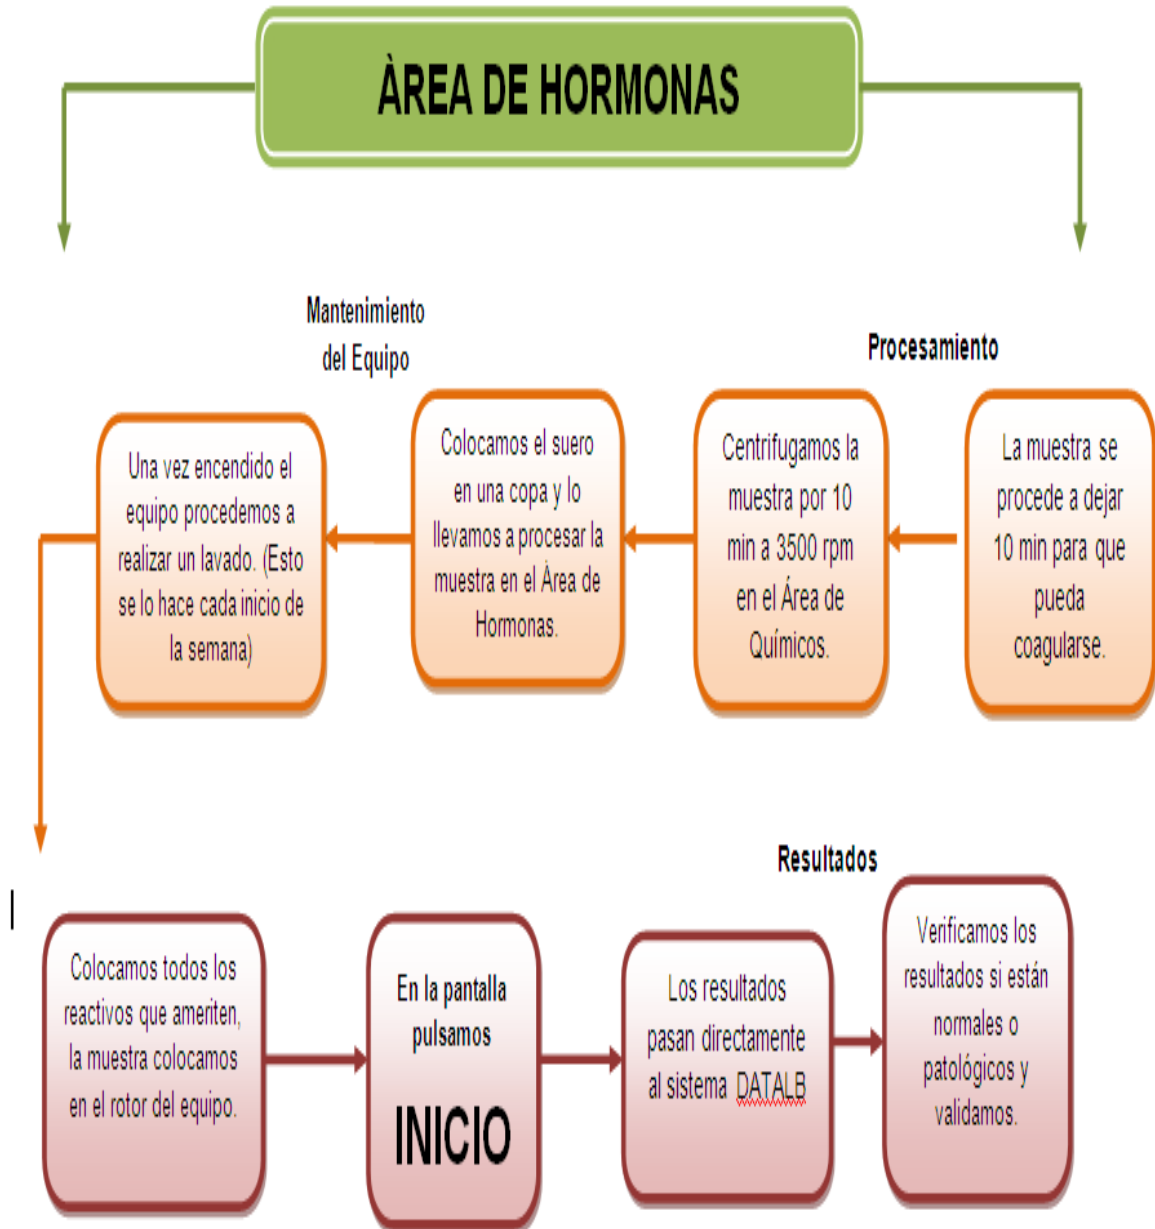 ÀREA DE HORMONAS
Mantenimiento
del Equipo
Procesamiento
Una vez encendido el
equipo procedemos a
realizar un lavado. (Esto
se lo hace cada inicio de
la semana)
Colocamos el suero
en una copa y lo
llevamos a procesar la
muestra en el Àrea de
Hormonas.
Centrifugamos la
muestra por 10
min a 3500 rpm
en el Área de
Químicos.
La muestra se
procede a dejar
10 min para que
pueda
coagularse.
Resultados
Colocamos todos los
reactivos que ameriten,
la muestra colocamos
en el rotor del equipo.
En la pantalla
pulsamos
INICIO
Los resultados
pasan directamente
al sistema DATALB
Verificamos los
resultados si están
normales o
patológicos y
validamos.